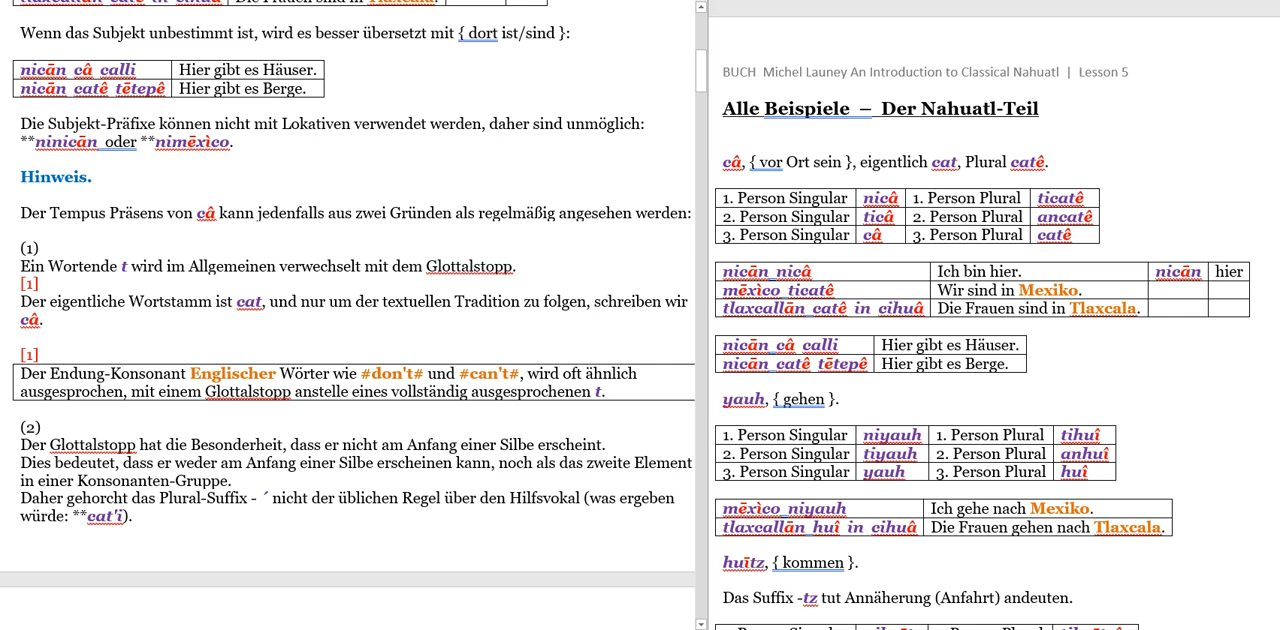 tlaxcallān catê in cihuâ Die Frauen sind in Tlaxcala.
Wenn das Subjekt unbestimmt ist, wird es besser übersetzt mit { dort ist/sind }:
nicān câ calli Hier gibt es Häuser.
nicān catê tētepê Hier gibt es Berge.
Die Subjekt-Präfixe können nicht mit Lokativen verwendet werden, daher sind unmöglich:
**ninicān oder **nimēxìco.
Hinweis.
Der Tempus Präsens von câ kann jedenfalls aus zwei Gründen als regelmäßig angesehen werden:
(1)
Ein Wortende t wird im Allgemeinen verwechselt mit dem Glottalstopp.
[1]
Der eigentliche Wortstamm ist cat, und nur um der textuellen Tradition zu folgen, schreiben wir
câ.
[1]
Der Endung-Konsonant Englischer Wörter wie #don't# und #can't#, wird oft ähnlich
ausgesprochen, mit einem Glottalstopp anstelle eines vollständig ausgesprochenen t.
(2)
Der Glottalstopp hat die Besonderheit, dass er nicht am Anfang einer Silbe erscheint.
Dies bedeutet, dass er weder am Anfang einer Silbe erscheinen kann, noch als das zweite Element
in einer Konsonanten-Gruppe.
Daher gehorcht das Plural-Suffix - ´ nicht der üblichen Regel über den Hilfsvokal (was ergeben
würde: **cat'i).
BUCH Michel Launey An Introduction to Classical Nahuatl | Lesson 5
Alle Beispiele – Der Nahuatl-Teil
câ, { vor Ort sein }, eigentlich cat, Plural catê.
1. Person Singular nicâ 1. Person Plural ticatê
2. Person Singular ticâ 2. Person Plural ancatê
3. Person Singular câ 3. Person Plural catê
nicān nicâ Ich bin hier. nicān hier
mēxìco ticatê Wir sind in Mexiko.
tlaxcallān catê in cihuâ Die Frauen sind in Tlaxcala.
nicān câ calli Hier gibt es Häuser.
nicān catê tētepê Hier gibt es Berge.
yauh, { gehen }.
1. Person Singular niyauh 1. Person Plural tihuî
2. Person Singular tiyauh 2. Person Plural anhuî
3. Person Singular yauh 3. Person Plural huî
mēxìco niyauh Ich gehe nach Mexiko.
tlaxcallān huî in cihuâ Die Frauen gehen nach Tlaxcala.
huītz, { kommen }.
Das Suffix -tz tut Annäherung (Anfahrt) andeuten.